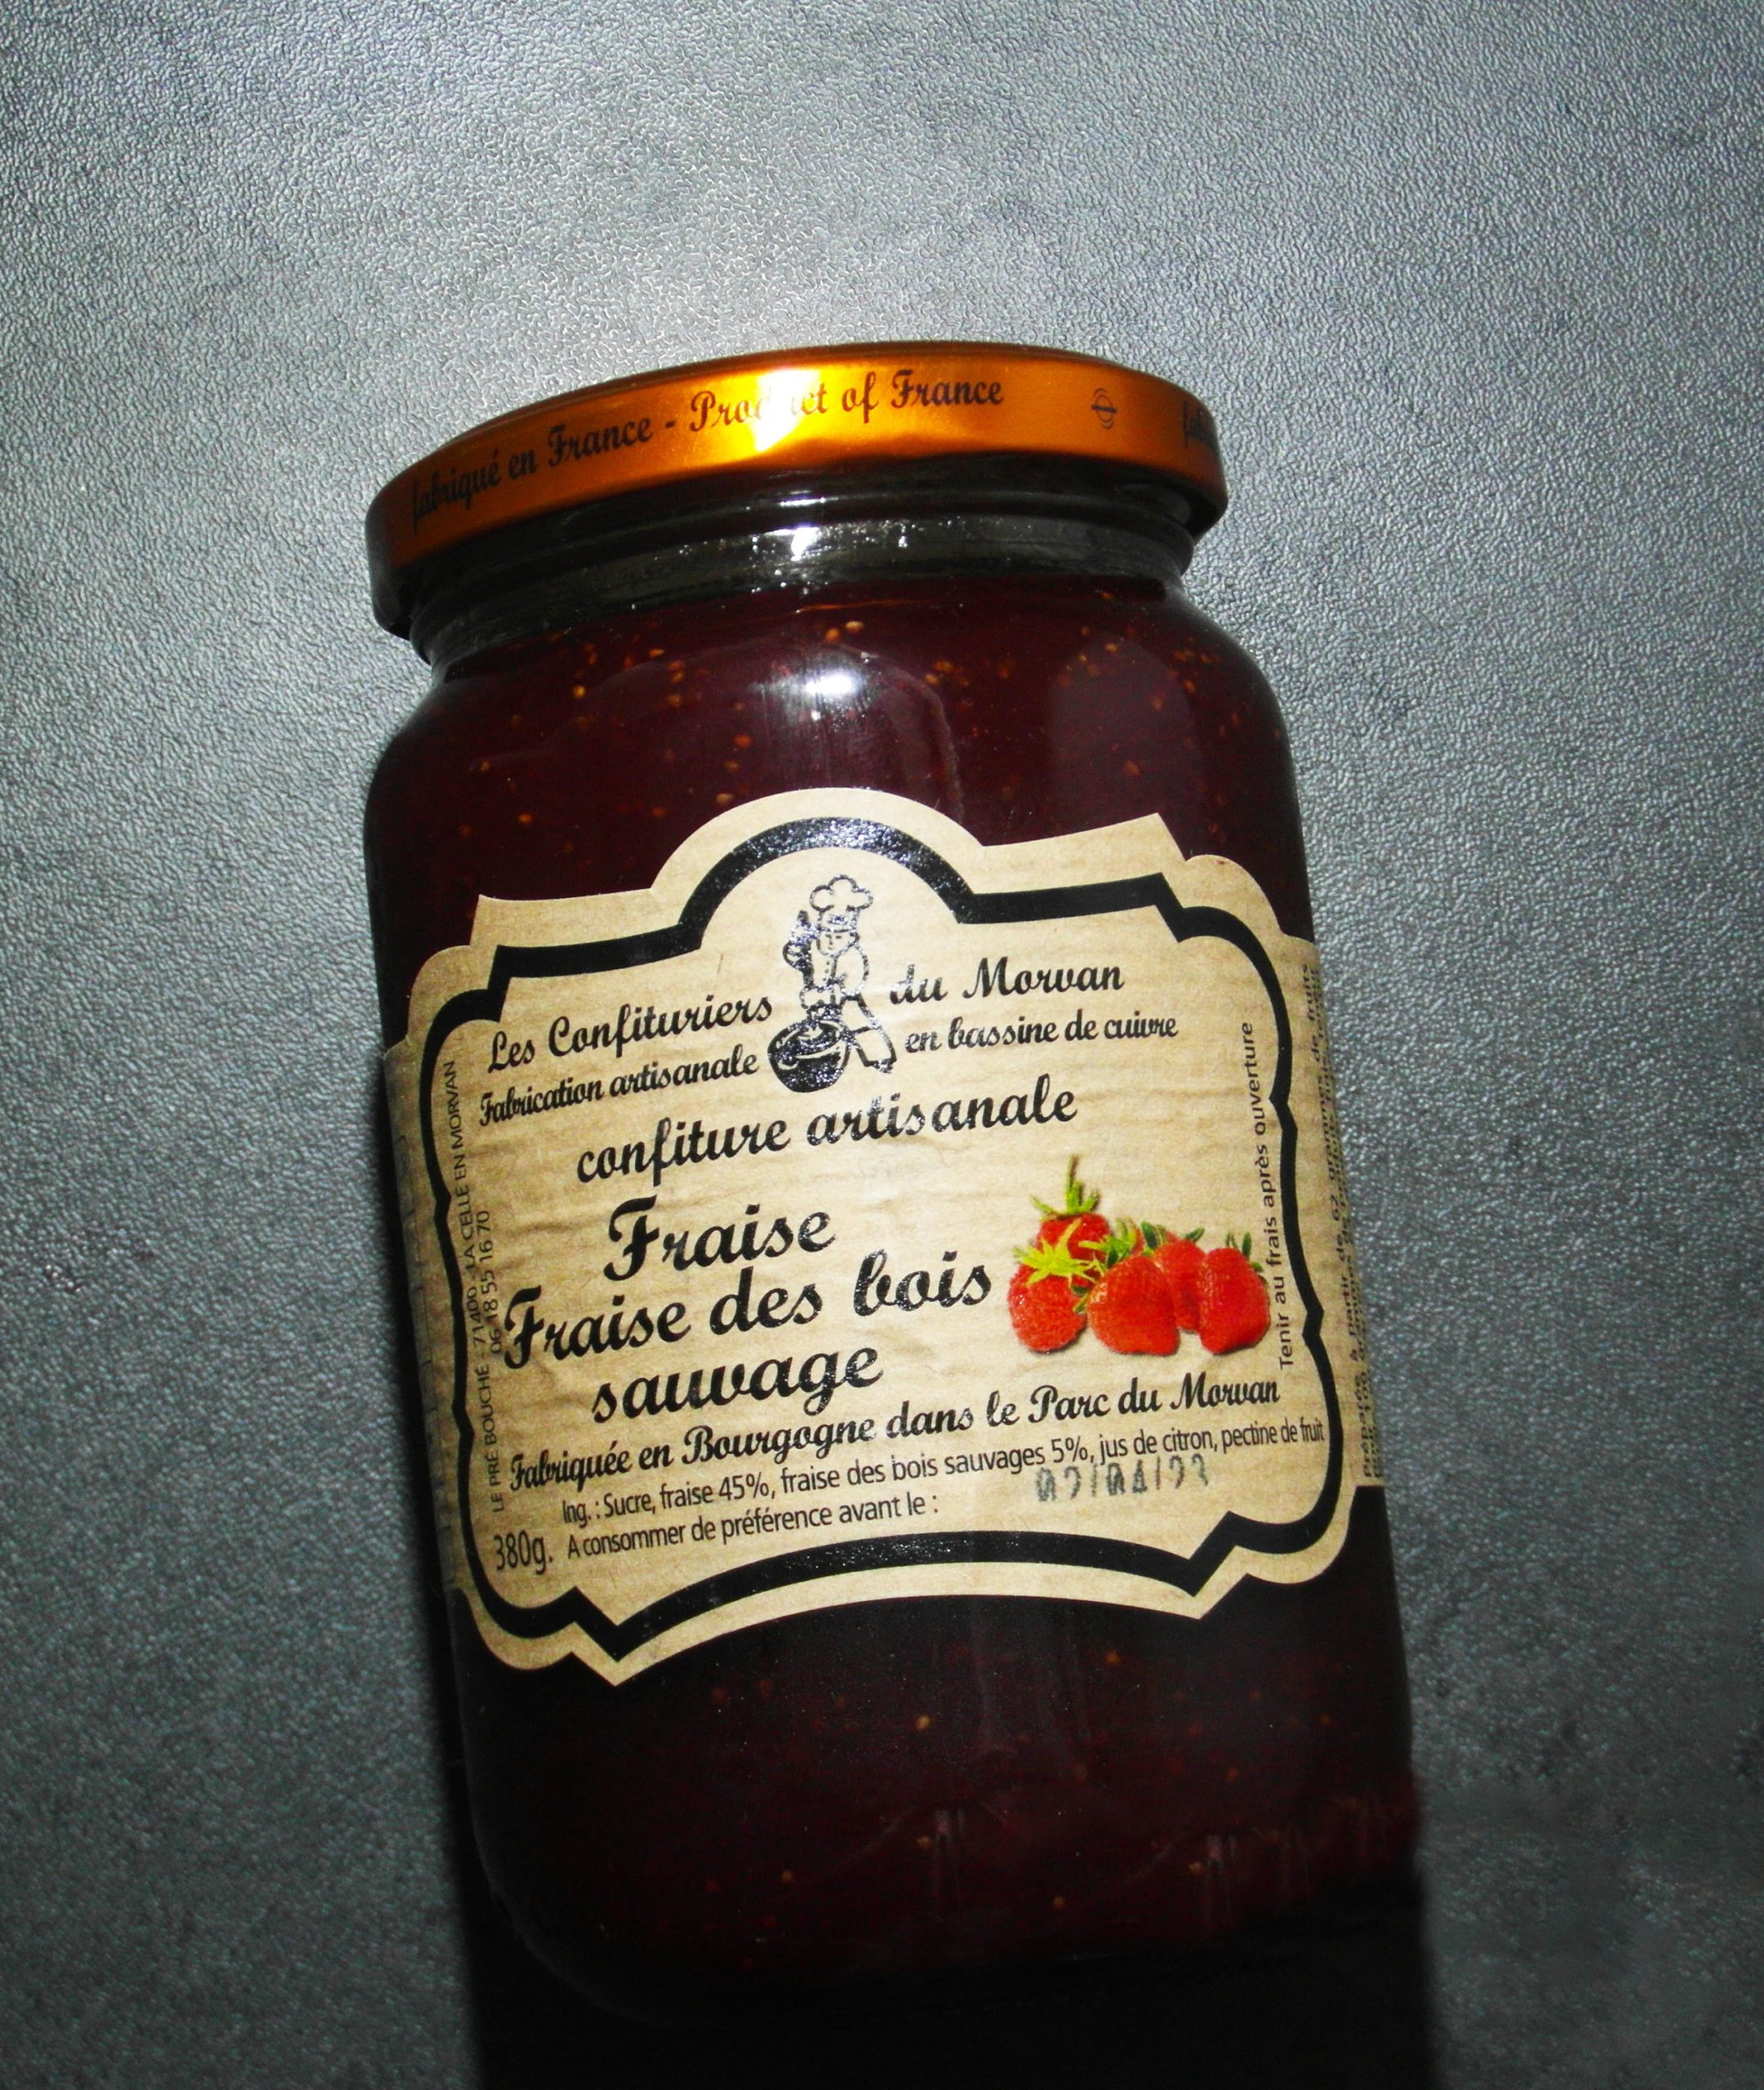 fabriqué en France - Product of France
Les Confituriers du Morvan
Fabrication artisanale en bassine de cuivre
confiture artisanale
Fraise
Fraise des bois
sauvage
Fabriquée en Bourgogne dans le Parc du Morvan
Ing. : Sucre, fraise 45%, fraise des bois sauvages 5%, jus de citron, pectine de fruit
380g. A consommer de préférence avant le :
LE PRÉ BOUCHÉ - 71400 - LA CELLE EN MORVAN
06 18 55 16 70
Tenir au frais après ouverture